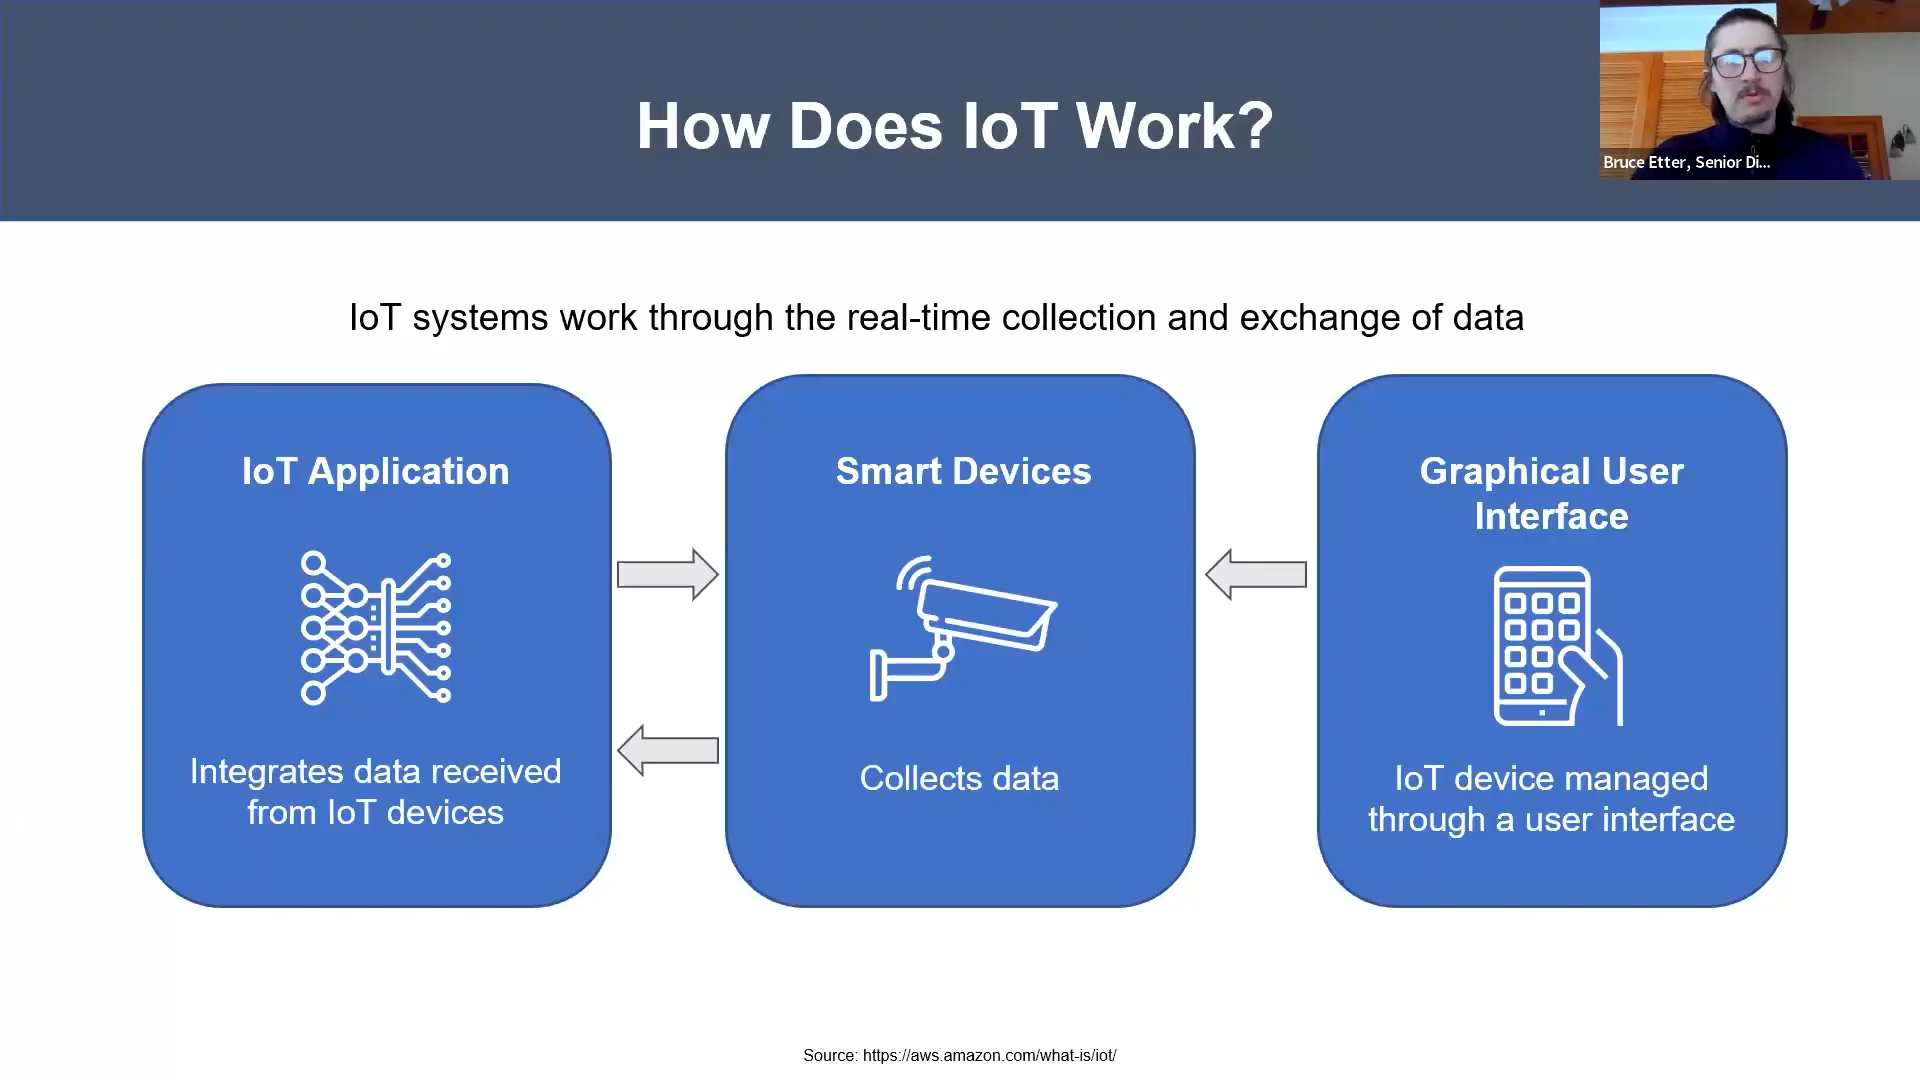 How Does IoT Work?
Bruce Etter, Senior Di...
IoT systems work through the real-time collection and exchange of data
IoT Application
Integrates data received
from IoT devices
Smart Devices
Collects data
Graphical User
Interface
IoT device managed
through a user interface
Source: https://aws.amazon.com/what-is/iot/